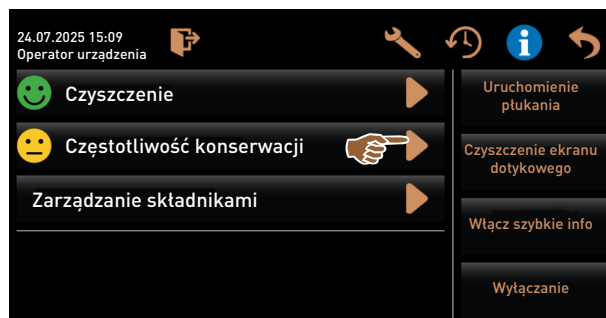 24.07.2025 15:09
Operator urządzenia
Czyszczenie
Częstotliwość konserwacji
Zarządzanie składnikami
Uruchomienie
płukania
Czyszczenie ekranu
dotykowego
Włącz szybkie info
Wyłączanie